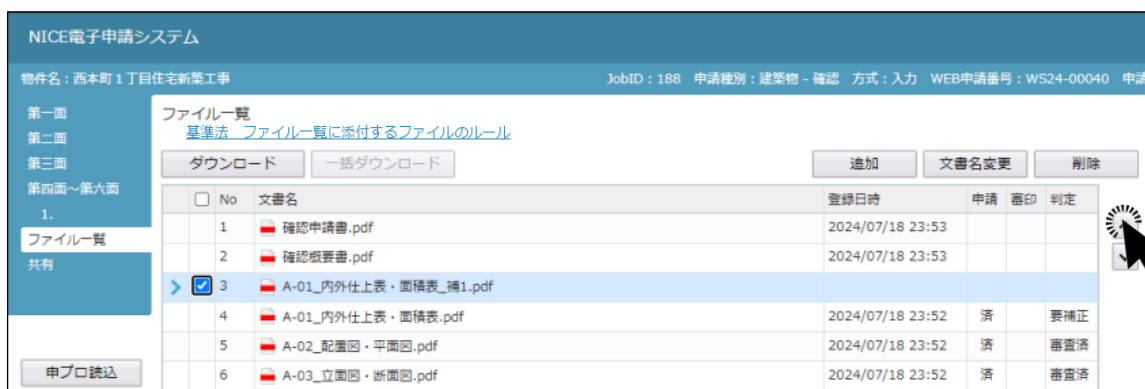 NICE電子申請システム
物件名：西本町１丁目住宅新築工事 JobID：188 申請種別：建築物 - 確認 方式：入力 WEB申請番号：WS24-00040 申請
第一面
第二面
第三面
第四面～第六面
1.
ファイル一覧
共有
申プロ読込
ファイル一覧
基準法 ファイル一覧に添付するファイルのルール
ダウンロード 一括ダウンロード 追加 文書名変更 削除
No 文書名 登録日時 申請 審印 判定
1 確認申請書.pdf 2024/07/18 23:53
2 確認概要書.pdf 2024/07/18 23:53
3 A-01_内外仕上表・面積表_補1.pdf
4 A-01_内外仕上表・面積表.pdf 2024/07/18 23:52 済 要補正
5 A-02_配置図・平面図.pdf 2024/07/18 23:52 済 審査済
6 A-03_立面図・断面図.pdf 2024/07/18 23:52 済 審査済